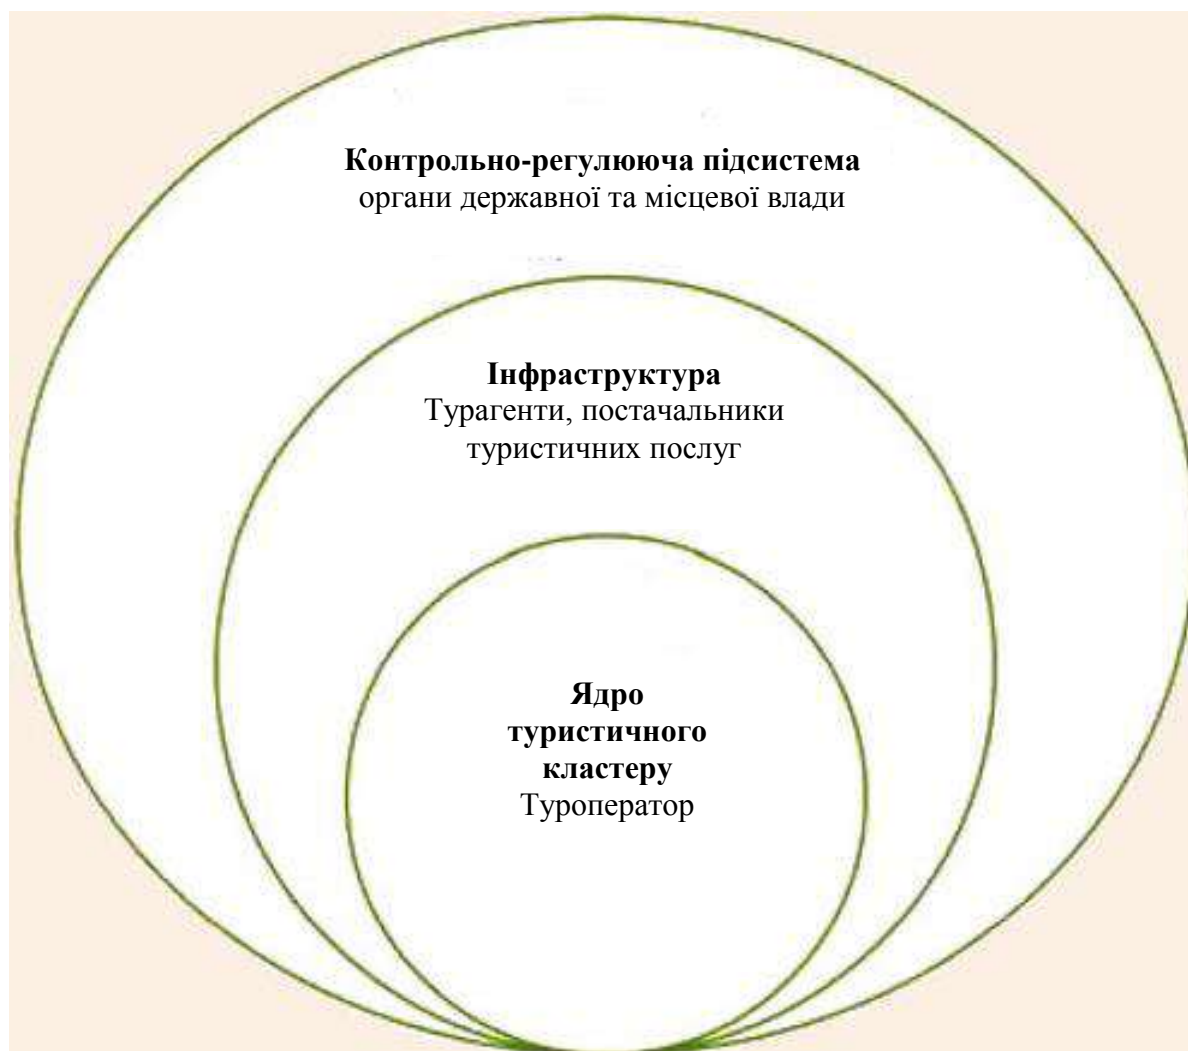 Контрольно-регулююча підсистема
органи державної та місцевої влади
Інфраструктура
Турагенти, постачальники
туристичних послуг
Ядро
туристичного
кластеру
Туроператор